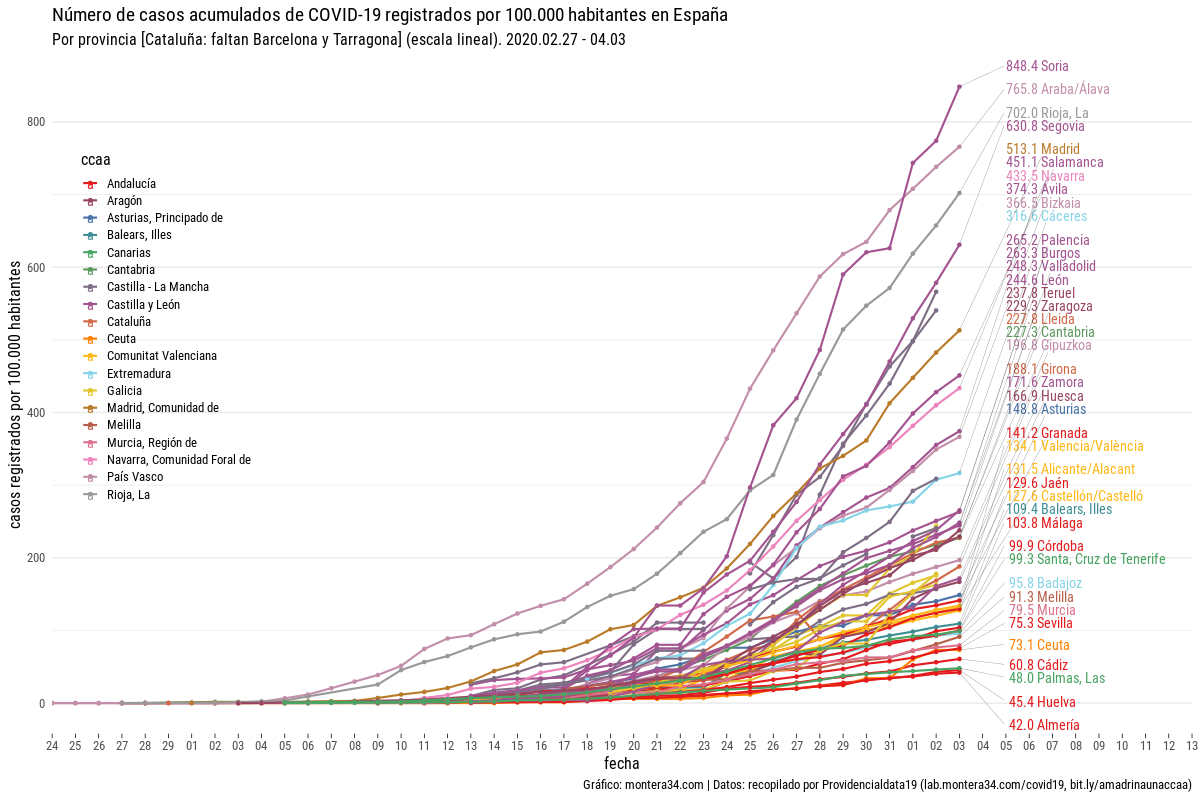 Número de casos acumulados de COVID-19 registrados por 100.000 habitantes en España
Por provincia [Cataluña: faltan Barcelona y Tarragona] (escala lineal). 2020.02.27 - 04.03
casos registrados por 100.000 habitantes
800
600
400
200
0
ccaa
Andalucía
Aragón
Asturias, Principado de
Balears, Illes
Canarias
Cantabria
Castilla - La Mancha
Castilla y León
Cataluña
Ceuta
Comunitat Valenciana
Extremadura
Galicia
Madrid, Comunidad de
Melilla
Murcia, Región de
Navarra, Comunidad Foral de
País Vasco
Rioja, La
848.4 Soria
765.8 Araba/Álava
702.0 Rioja, La
630.8 Segovia
513.1 Madrid
451.1 Salamanca
433.5 Navarra
374.3 Ávila
366.5 Bizkaia
316.6 Cáceres
265.2 Palencia
263.3 Burgos
248.3 Valladolid
244.6 León
237.8 Teruel
229.3 Zaragoza
227.8 Lleida
227.3 Cantabria
196.8 Gipuzkoa
188.1 Girona
171.6 Zamora
166.9 Huesca
148.8 Asturias
141.2 Granada
134.1 Valencia/València
131.5 Alicante/Alacant
129.6 Jaén
127.6 Castellón/Castelló
109.4 Balears, Illes
103.8 Málaga
99.9 Córdoba
99.3 Santa, Cruz de Tenerife
95.8 Badajoz
91.3 Melilla
79.5 Murcia
75.3 Sevilla
73.1 Ceuta
60.8 Cádiz
48.0 Palmas, Las
45.4 Huelva
42.0 Almería
24 25 26 27 28 29 01 02 03 04 05 06 07 08 09 10 11 12 13 14 15 16 17 18 19 20 21 22 23 24 25 26 27 28 29 30 31 01 02 03 04 05 06 07 08 09 10 11 12 13
fecha
Gráfico: montera34.com | Datos: recopilado por Providencialdata19 (lab.montera34.com/covid19, bit.ly/amadrinaunaccaa)